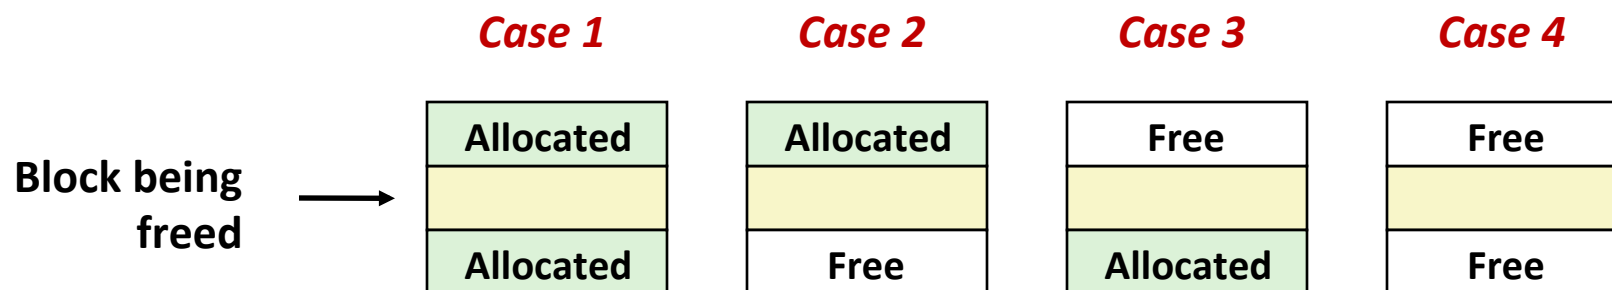 Case 1 Case 2 Case 3 Case 4
Allocated Allocated Free Free
Block being
freed
Allocated Free Allocated Free